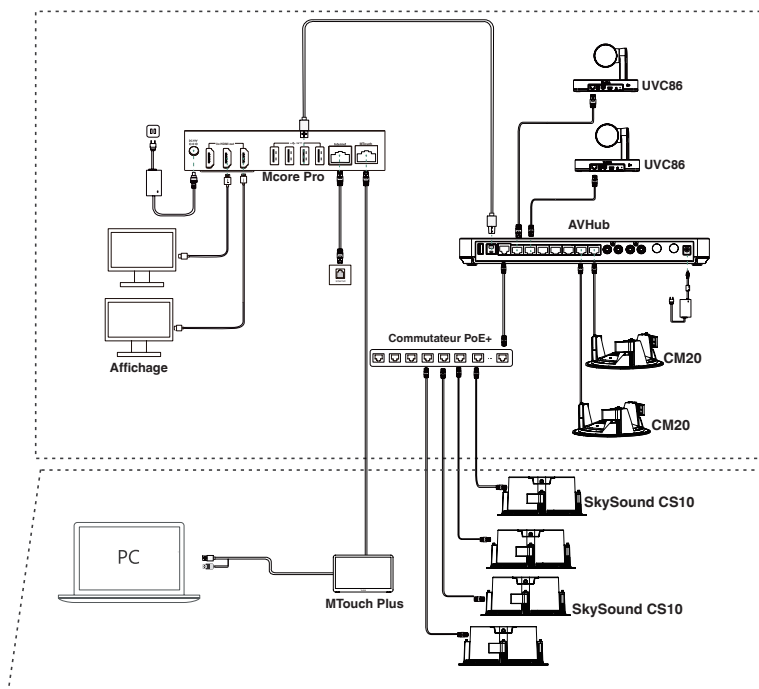 UVC86
Mcore Pro
UVC86
AVHub
Commutateur PoE+
Affichage
CM20
CM20
SkySound CS10
PC
MTouch Plus
SkySound CS10